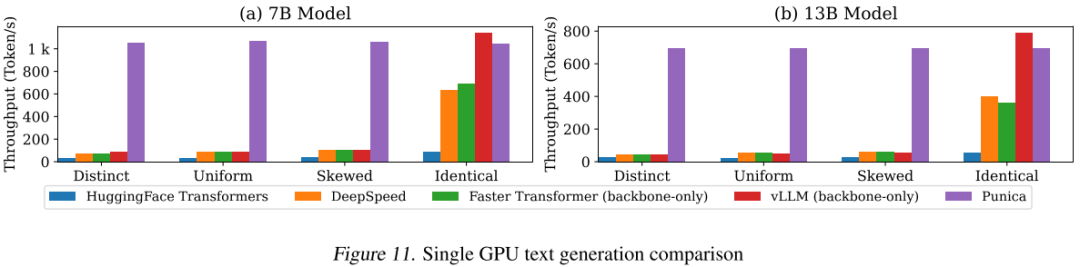 (a) 7B Model
Throughput (Token/s)
1 k
800
600
400
200
0
Distinct Uniform Skewed Identical
(b) 13B Model
Throughput (Token/s)
800
600
400
200
0
Distinct Uniform Skewed Identical
HuggingFace Transformers DeepSpeed Faster Transformer (backbone-only) vLLM (backbone-only) Punica
Figure 11. Single GPU text generation comparison